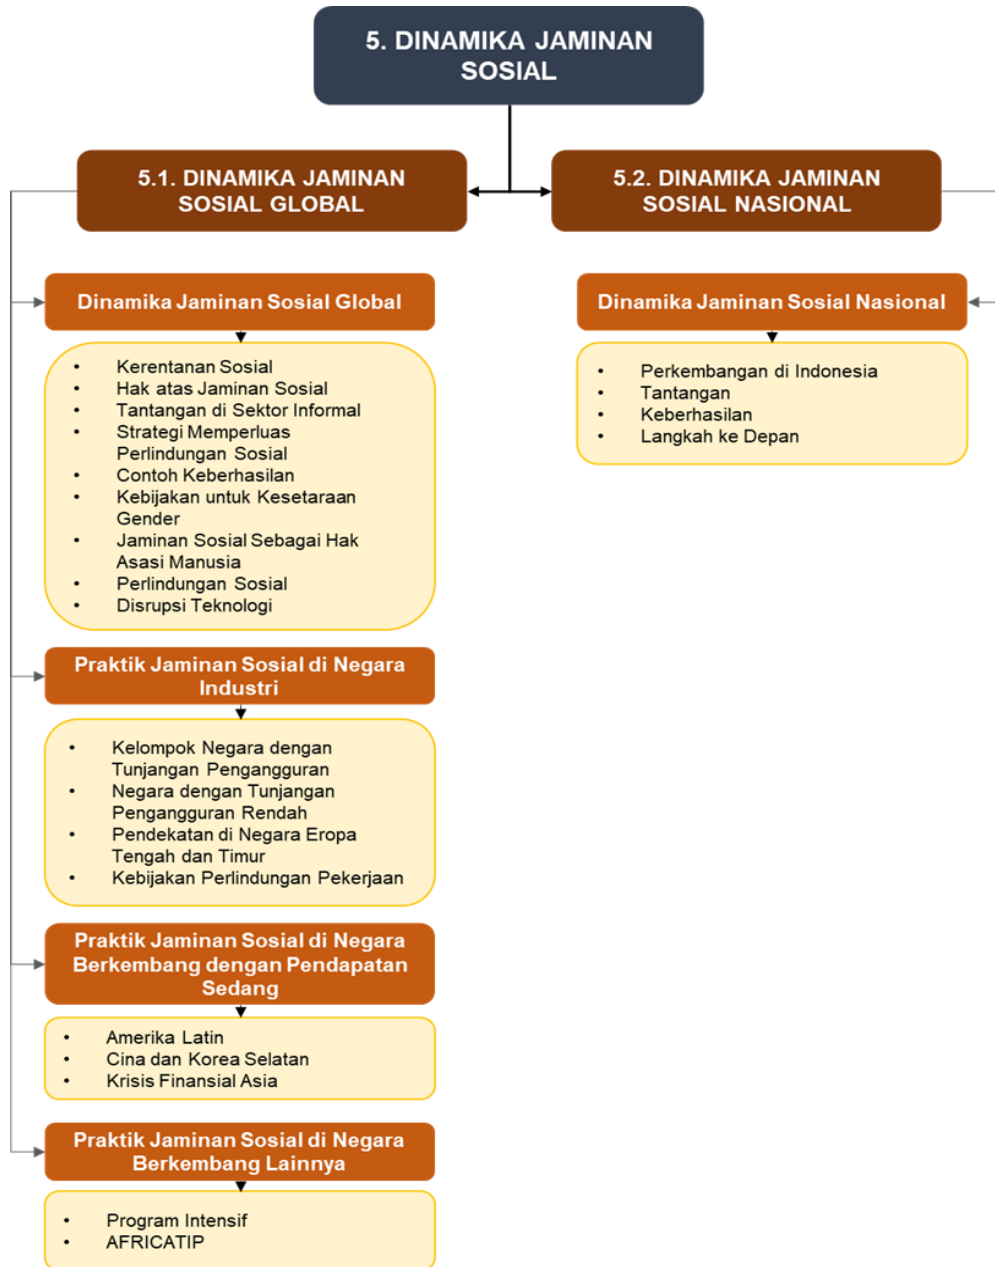 5. DINAMIKA JAMINAN
SOSIAL
5.1. DINAMIKA JAMINAN
SOSIAL GLOBAL
Dinamika Jaminan Sosial Global
• Kerentanan Sosial
• Hak atas Jaminan Sosial
• Tantangan di Sektor Informal
• Strategi Memperluas
Perlindungan Sosial
• Contoh Keberhasilan
• Kebijakan untuk Kesetaraan
Gender
• Jaminan Sosial Sebagai Hak
Asasi Manusia
• Perlindungan Sosial
• Disrupsi Teknologi
Praktik Jaminan Sosial di Negara
Industri
• Kelompok Negara dengan
Tunjangan Pengangguran
• Negara dengan Tunjangan
Pengangguran Rendah
• Pendekatan di Negara Eropa
Tengah dan Timur
• Kebijakan Perlindungan Pekerjaan
Praktik Jaminan Sosial di Negara
Berkembang dengan Pendapatan
Sedang
• Amerika Latin
• Cina dan Korea Selatan
• Krisis Finansial Asia
Praktik Jaminan Sosial di Negara
Berkembang Lainnya
• Program Intensif
• AFRICATIP
5.2. DINAMIKA JAMINAN
SOSIAL NASIONAL
Dinamika Jaminan Sosial Nasional
• Perkembangan di Indonesia
• Tantangan
• Keberhasilan
• Langkah ke Depan